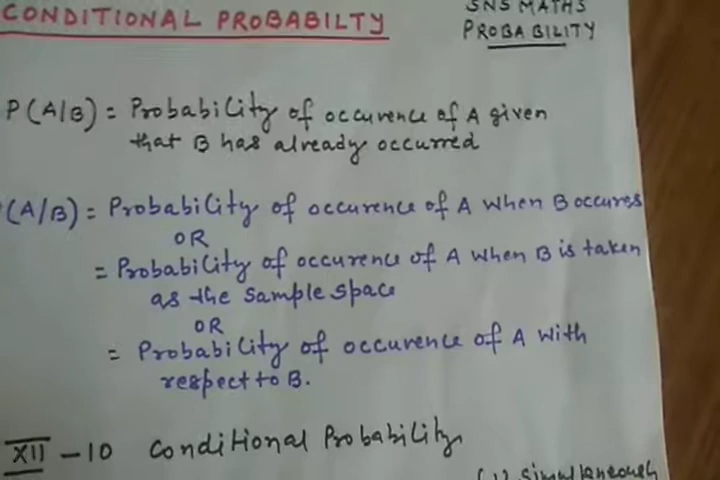 CONDITIONAL PROBABILTY
SNS MATHS
PROBABILITY
P(A/B) = Probability of occurence of A given
that B has already occurred
(A/B) = Probability of occurence of A when B occures
OR
= Probability of occurence of A when B is taken
as the sample space
OR
= Probability of occurence of A with
respect to B.
XII - 10 Conditional Probability
(1) Simultaneously